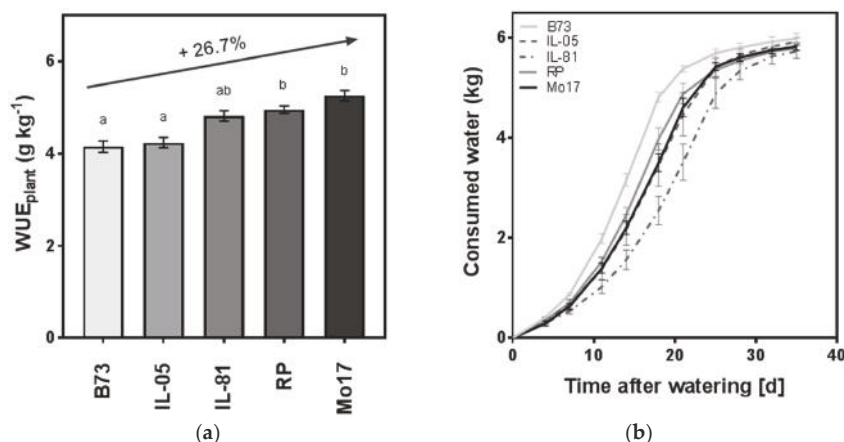 + 26.7%
a
a
ab
b
b
WUEplant (g kg-1)
6
4
2
0
B73
IL-05
IL-81
RP
Mo17
(a)
B73
IL-05
IL-81
RP
Mo17
Consumed water (kg)
6
4
2
0
0 10 20 30 40
Time after watering [d]
(b)